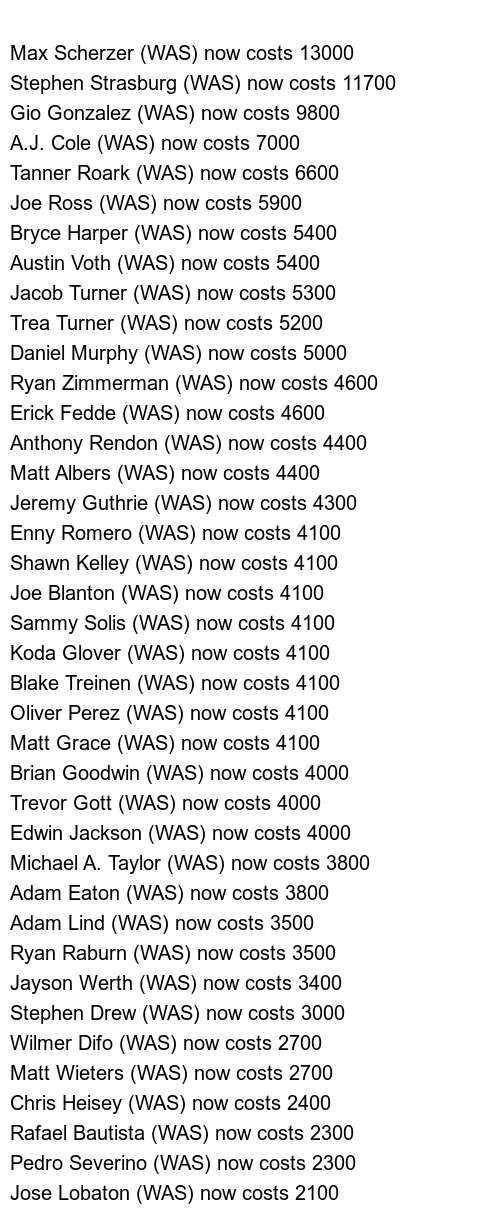 Max Scherzer (WAS) now costs 13000
Stephen Strasburg (WAS) now costs 11700
Gio Gonzalez (WAS) now costs 9800
A.J. Cole (WAS) now costs 7000
Tanner Roark (WAS) now costs 6600
Joe Ross (WAS) now costs 5900
Bryce Harper (WAS) now costs 5400
Austin Voth (WAS) now costs 5400
Jacob Turner (WAS) now costs 5300
Trea Turner (WAS) now costs 5200
Daniel Murphy (WAS) now costs 5000
Ryan Zimmerman (WAS) now costs 4600
Erick Fedde (WAS) now costs 4600
Anthony Rendon (WAS) now costs 4400
Matt Albers (WAS) now costs 4400
Jeremy Guthrie (WAS) now costs 4300
Enny Romero (WAS) now costs 4100
Shawn Kelley (WAS) now costs 4100
Joe Blanton (WAS) now costs 4100
Sammy Solis (WAS) now costs 4100
Koda Glover (WAS) now costs 4100
Blake Treinen (WAS) now costs 4100
Oliver Perez (WAS) now costs 4100
Matt Grace (WAS) now costs 4100
Brian Goodwin (WAS) now costs 4000
Trevor Gott (WAS) now costs 4000
Edwin Jackson (WAS) now costs 4000
Michael A. Taylor (WAS) now costs 3800
Adam Eaton (WAS) now costs 3800
Adam Lind (WAS) now costs 3500
Ryan Raburn (WAS) now costs 3500
Jayson Werth (WAS) now costs 3400
Stephen Drew (WAS) now costs 3000
Wilmer Difo (WAS) now costs 2700
Matt Wieters (WAS) now costs 2700
Chris Heisey (WAS) now costs 2400
Rafael Bautista (WAS) now costs 2300
Pedro Severino (WAS) now costs 2300
Jose Lobaton (WAS) now costs 2100